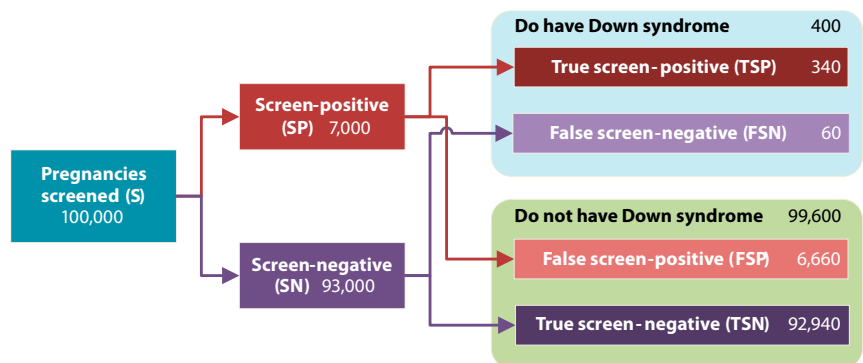 Pregnancies
screened (S)
100,000
Screen-positive
(SP) 7,000
Screen-negative
(SN) 93,000
Do have Down syndrome 400
True screen-positive (TSP) 340
False screen-negative (FSN) 60
Do not have Down syndrome 99,600
False screen-positive (FSP) 6,660
True screen-negative (TSN) 92,940